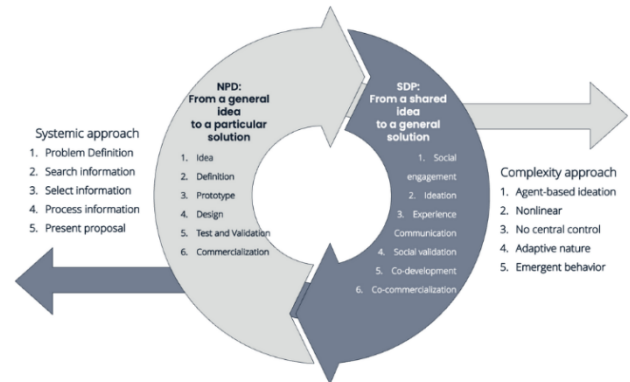 Systemic approach
1. Problem Definition
2. Search information
3. Select information
4. Process information
5. Present proposal
NPD:
From a general
idea
to a particular
solution
1. Idea
2. Definition
3. Prototype
4. Design
5. Test and Validation
6. Commercialization
SDP:
From a shared
idea
to a general
solution
1. Social
engagement
2. Ideation
3. Experience
Communication
4. Social validation
5. Co-development
6. Co-commercialization
Complexity approach
1. Agent-based ideation
2. Nonlinear
3. No central control
4. Adaptive nature
5. Emergent behavior